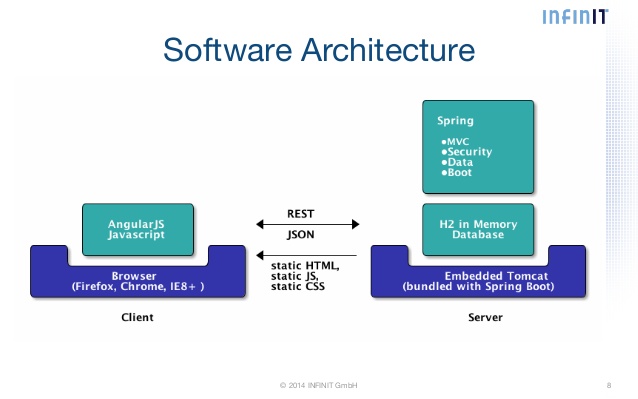 INFINIT
Software Architecture
Spring
●MVC
●Security
●Data
●Boot
AngularJS
Javascript
REST
JSON
H2 in Memory
Database
static HTML,
static JS,
static CSS
Browser
(Firefox, Chrome, IE8+ )
Embedded Tomcat
(bundled with Spring Boot)
Client
Server
© 2014 INFINIT GmbH
8